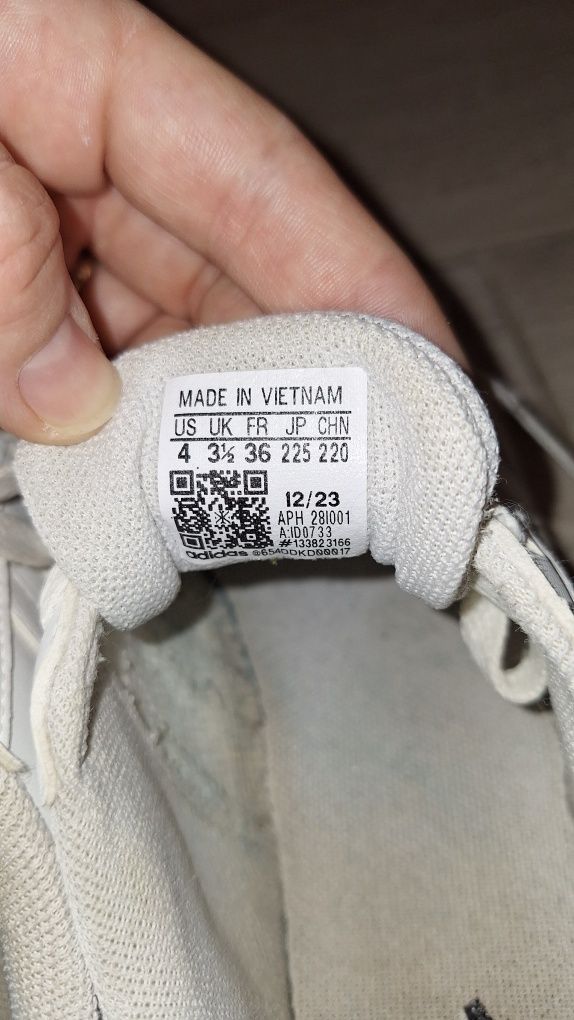 MADE IN VIETNAM
US UK FR JP CHN
4 3½ 36 225 220
12/23
APH 28I001
A:ID0733
#133823166
adidas @654DDKD00017